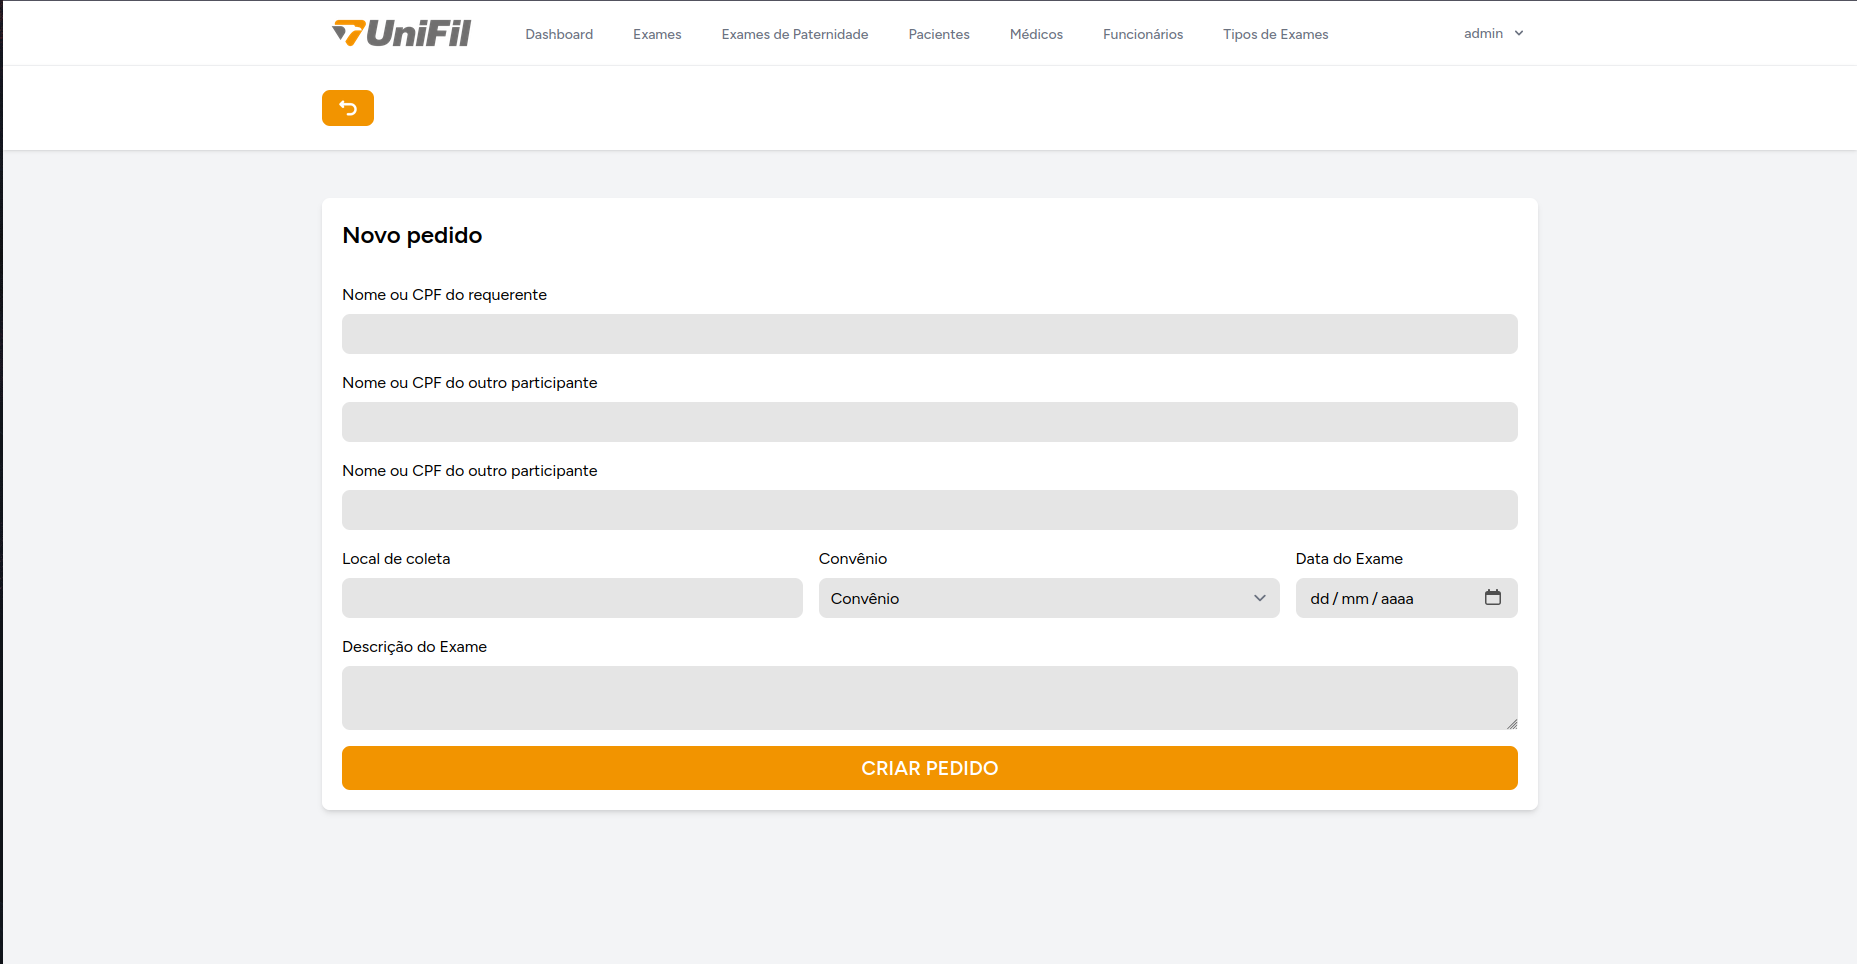 UniFil
Dashboard Exames Exames de Paternidade Pacientes Médicos Funcionários Tipos de Exames admin
Novo pedido
Nome ou CPF do requerente
Nome ou CPF do outro participante
Nome ou CPF do outro participante
Local de coleta Convênio Data do Exame
Convênio dd / mm / aaaa
Descrição do Exame
CRIAR PEDIDO